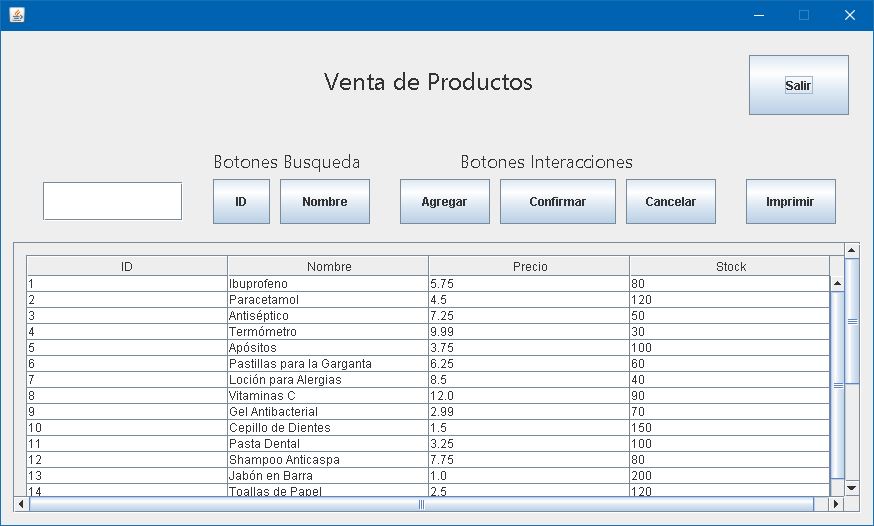 Venta de Productos
Salir
Botones Busqueda Botones Interacciones
ID Nombre Agregar Confirmar Cancelar Imprimir
ID Nombre Precio Stock
1 Ibuprofeno 5.75 80
2 Paracetamol 4.5 120
3 Antiséptico 7.25 50
4 Termómetro 9.99 30
5 Apósitos 3.75 100
6 Pastillas para la Garganta 6.25 60
7 Loción para Alergias 8.5 40
8 Vitaminas C 12.0 90
9 Gel Antibacterial 2.99 70
10 Cepillo de Dientes 1.5 150
11 Pasta Dental 3.25 100
12 Shampoo Anticaspa 7.75 80
13 Jabón en Barra 1.0 200
14 Toallas de Papel 2.5 120